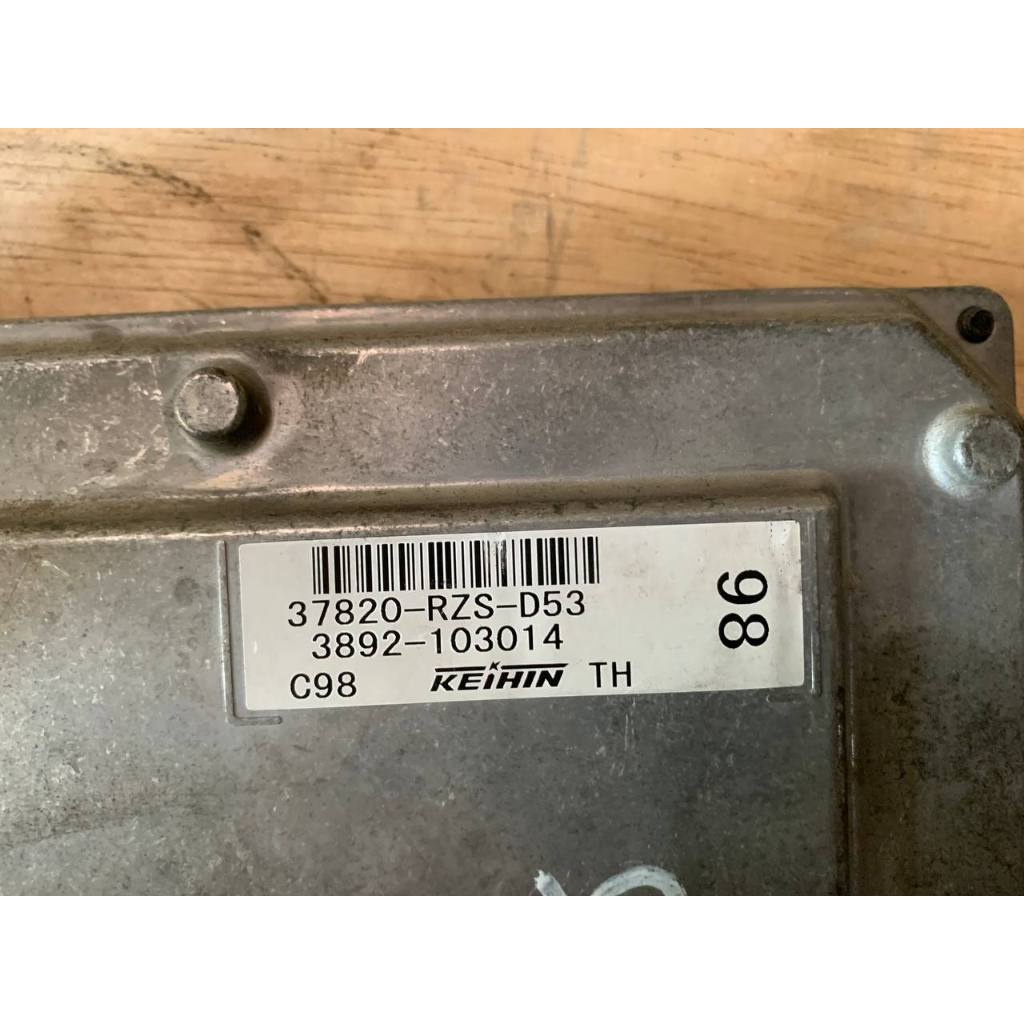 37820-RZS-D53
3892-103014
C98 KEIHIN TH
98